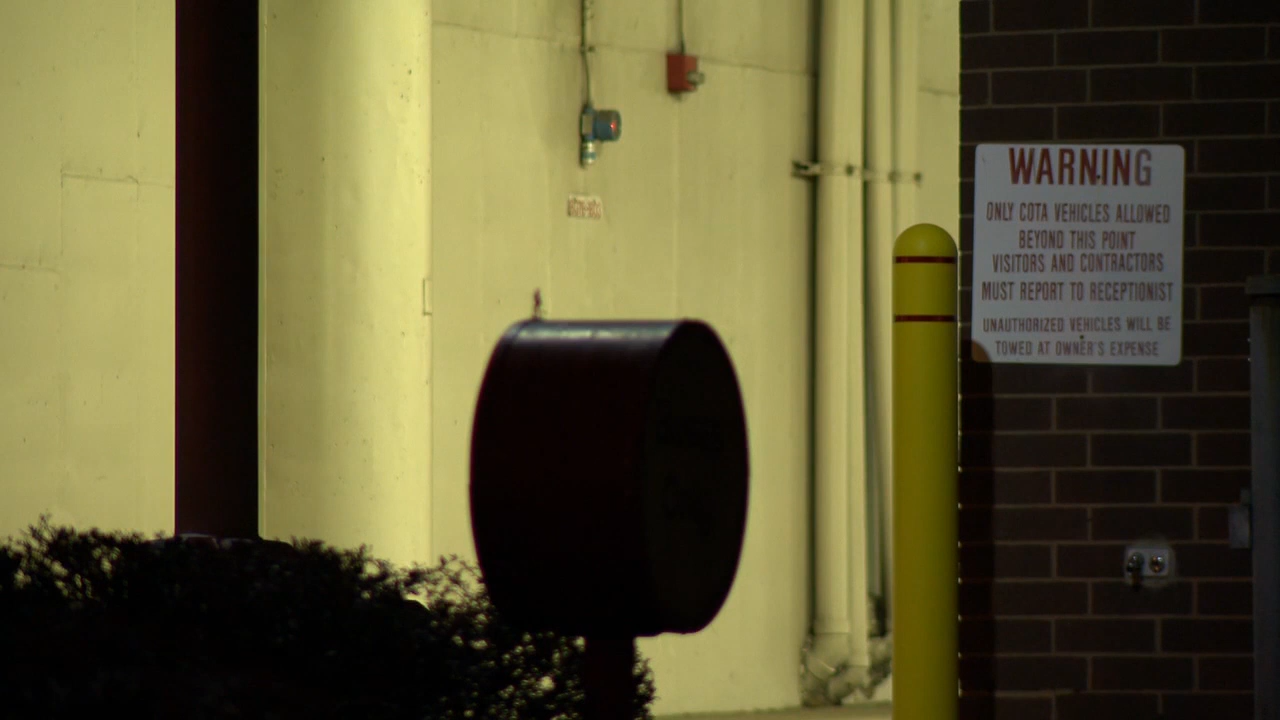 WARNING
ONLY COTA VEHICLES ALLOWED
BEYOND THIS POINT
VISITORS AND CONTRACTORS
MUST REPORT TO RECEPTIONIST
UNAUTHORIZED VEHICLES WILL BE
TOWED AT OWNER'S EXPENSE